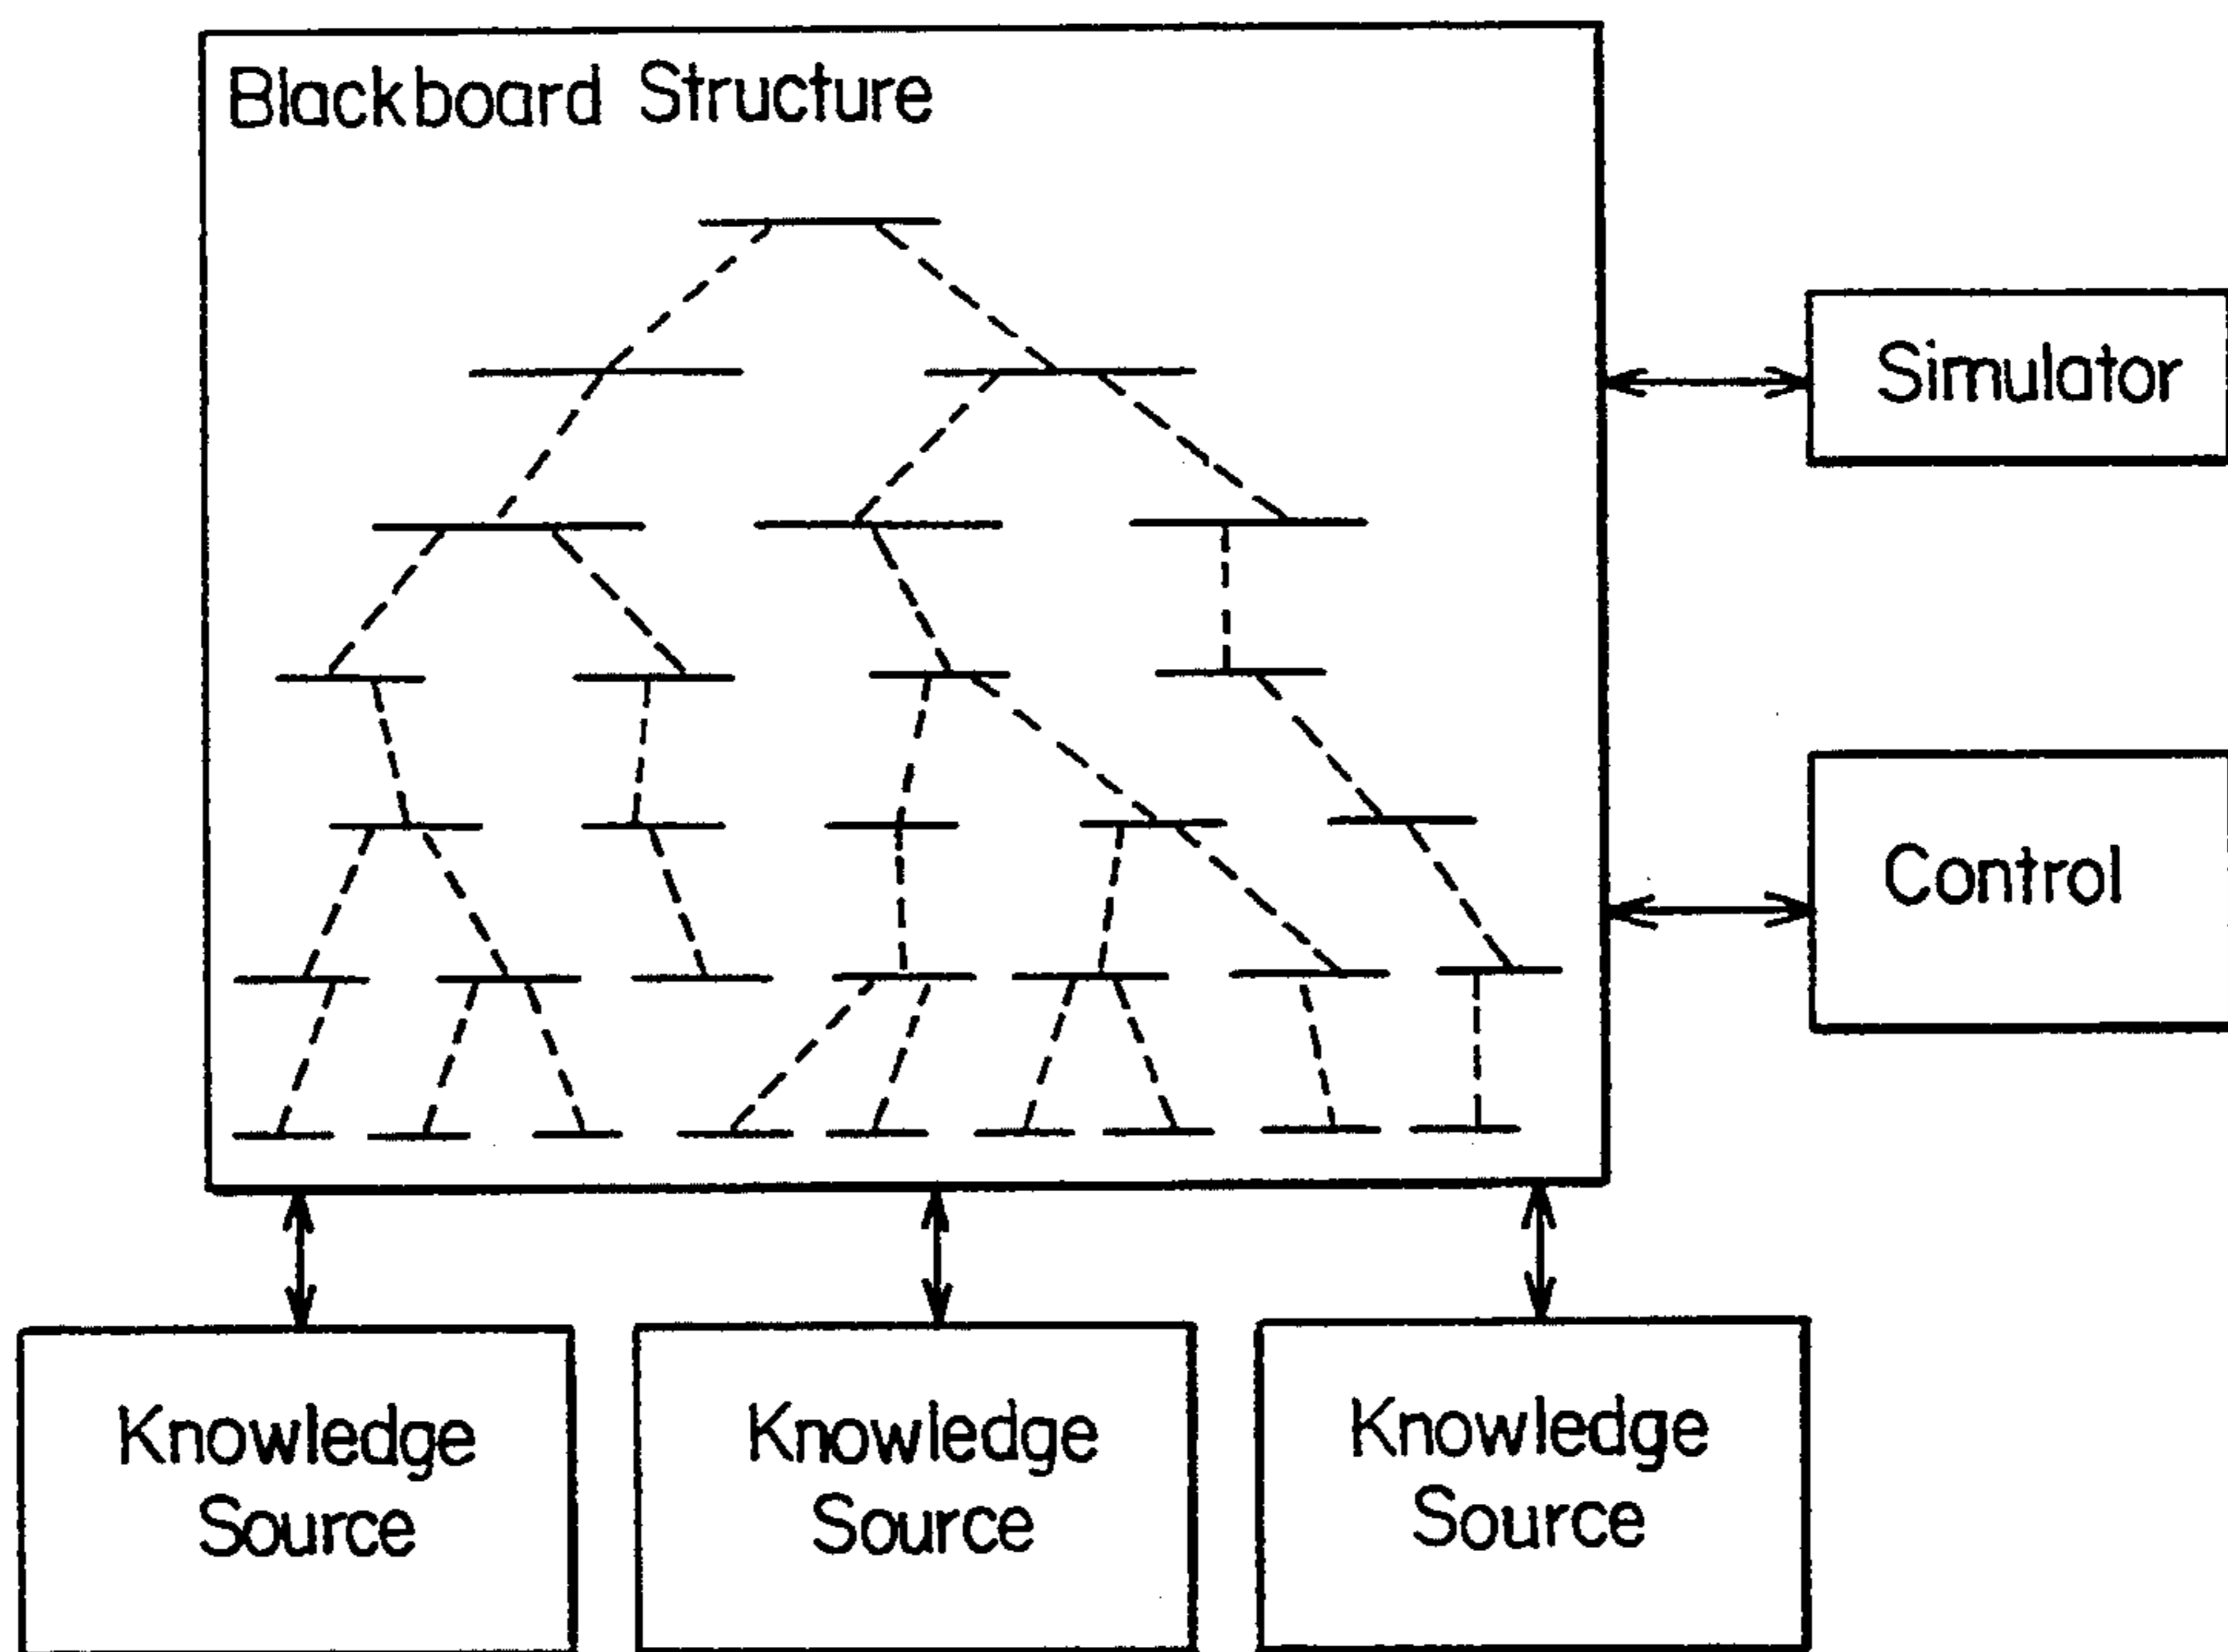 Blackboard Structure
Simulator
Control
Knowledge
Source
Knowledge
Source
Knowledge
Source